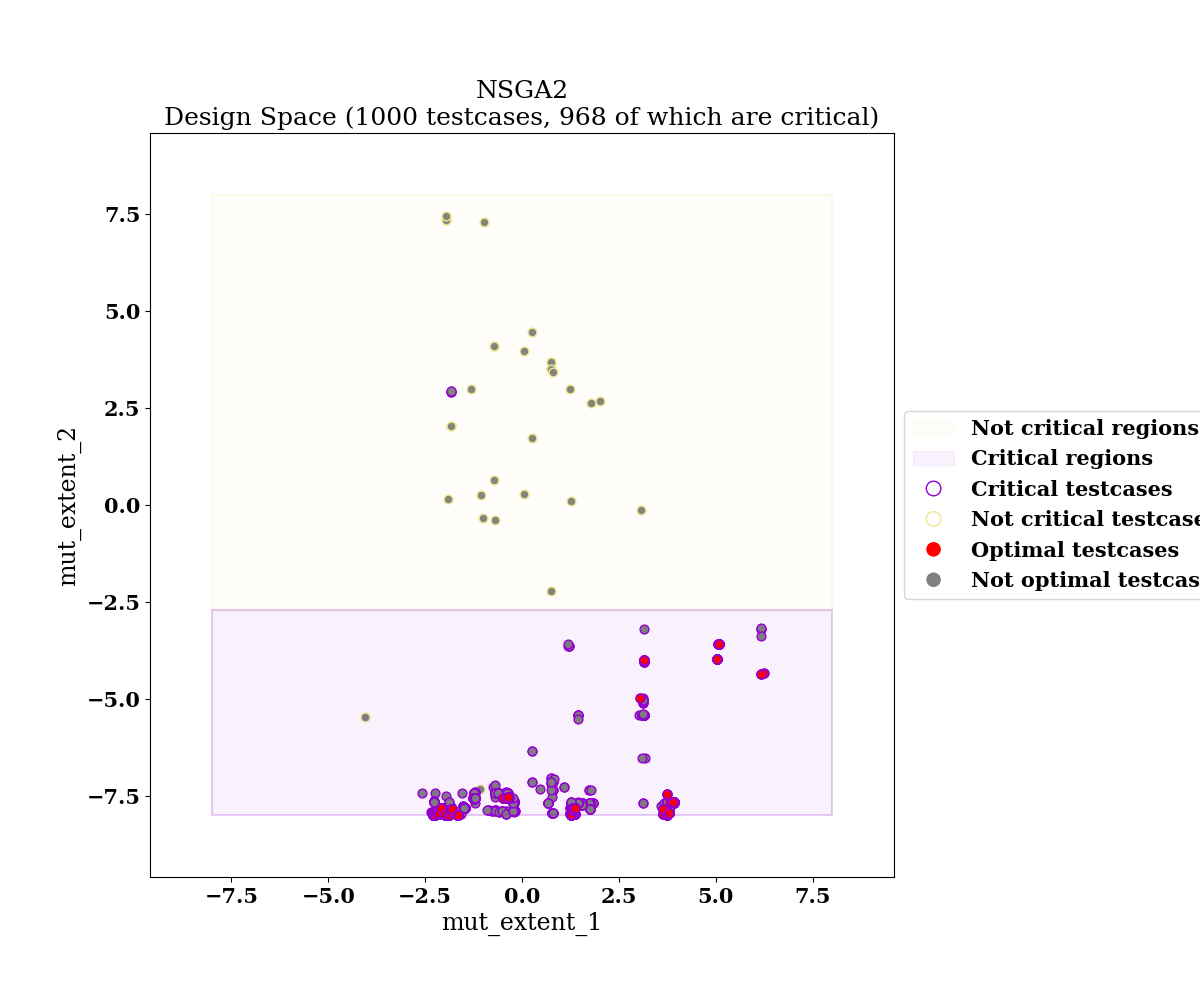 NSGA2
Design Space (1000 testcases, 968 of which are critical)
7.5
5.0
2.5
0.0
−2.5
−5.0
−7.5
mut_extent_2
−7.5 −5.0 −2.5 0.0 2.5 5.0 7.5
mut_extent_1
Not critical regions
Critical regions
Critical testcases
Not critical testcase
Optimal testcases
Not optimal testcas